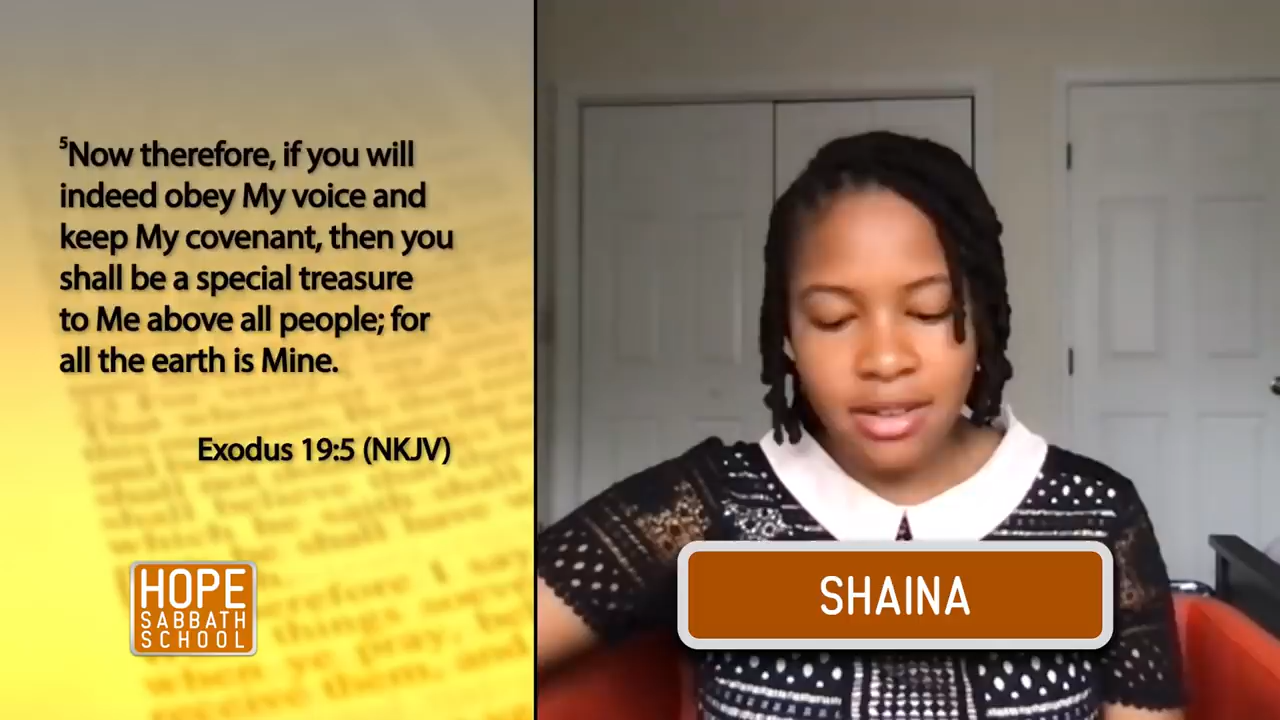 ⁵Now therefore, if you will
indeed obey My voice and
keep My covenant, then you
shall be a special treasure
to Me above all people; for
all the earth is Mine.
Exodus 19:5 (NKJV)
HOPE
SABBATH
SCHOOL
SHAINA